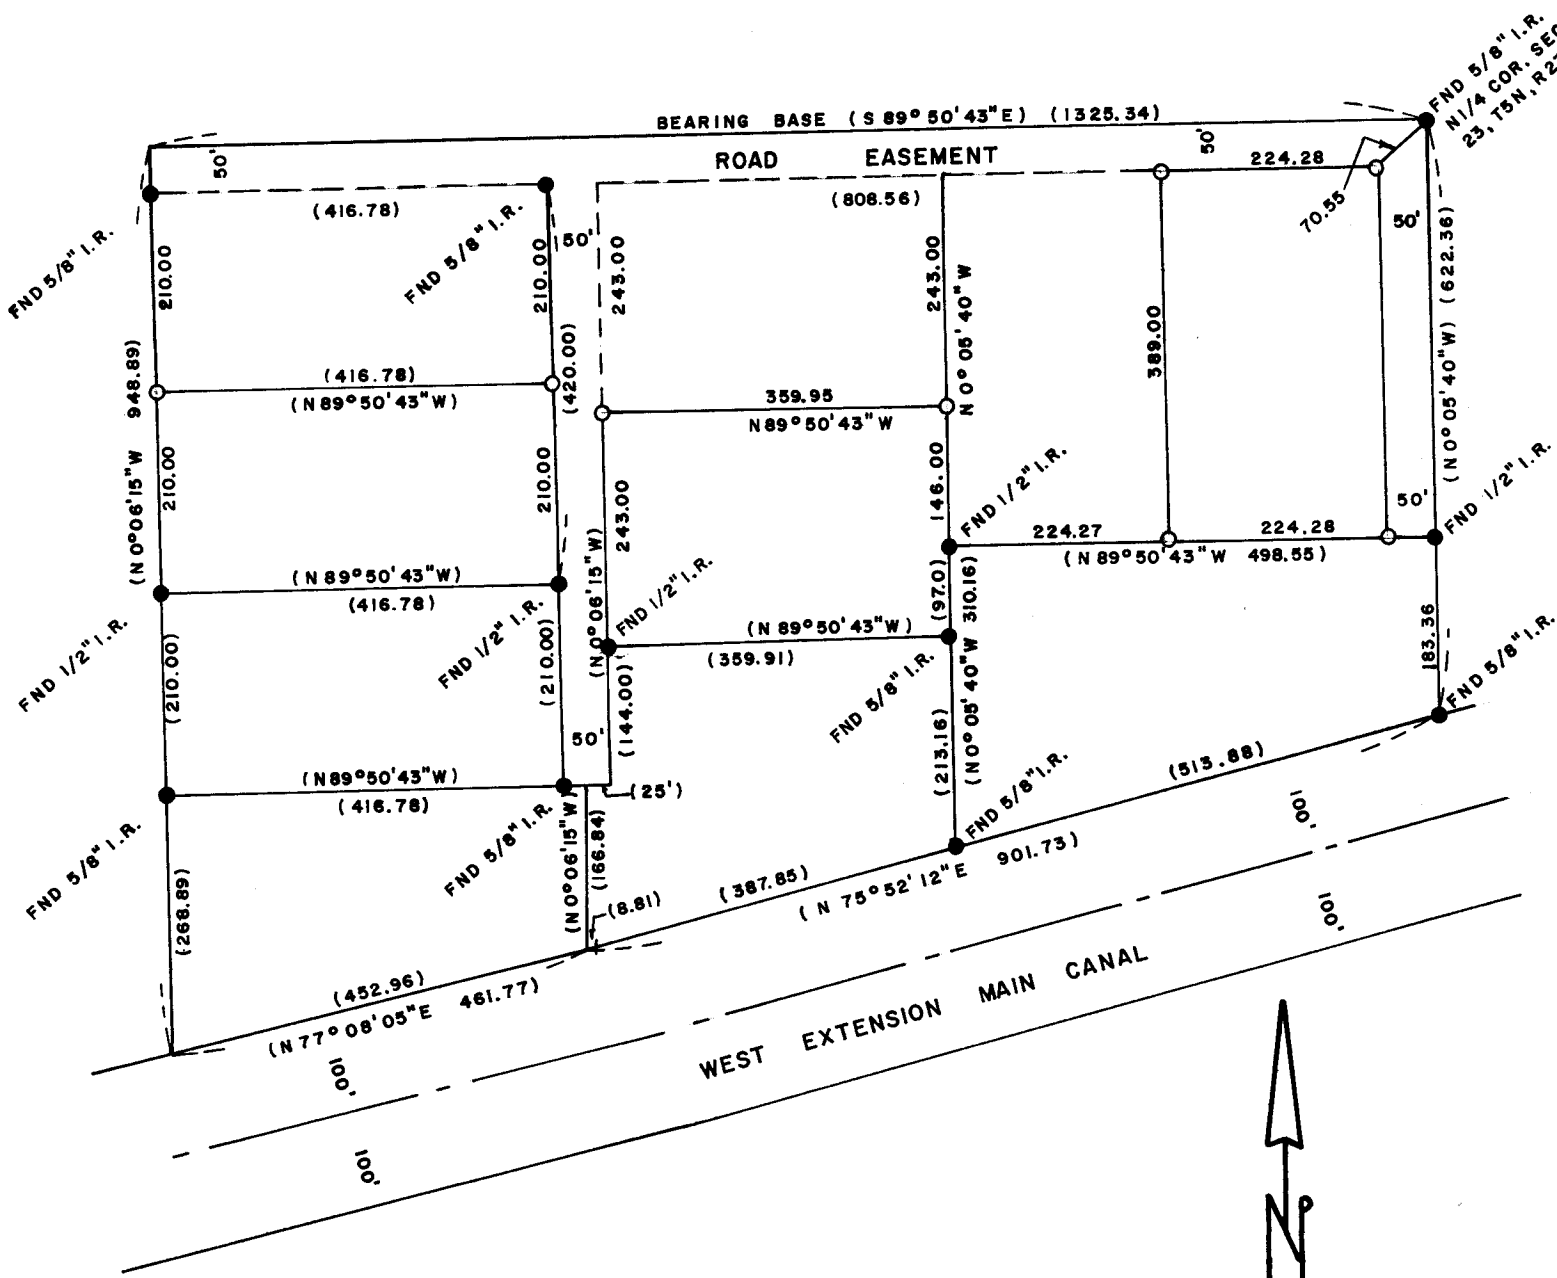 FND 5/8" I.R.
N 1/4 COR. SEC
23, T5N, R2
BEARING BASE (S 89° 50' 43" E) (1325.34)
50'
ROAD EASEMENT
50'
224.28
70.55
(416.78)
(808.56)
50'
FND 5/8" I.R.
FND 5/8" I.R.
50'
210.00
210.00
243.00
243.00
N 0° 05' 40" W
389.00
(N 0° 05' 40" W) (622.36)
(N 0° 06' 15" W 948.89)
(416.78)
(N 89° 50' 43" W)
(420.00)
359.95
N 89° 50' 43" W
210.00
210.00
243.00
(N 0° 06' 15" W)
146.00
FND 1/2" I.R.
50'
FND 1/2" I.R.
224.27
224.28
(N 89° 50' 43" W 498.55)
(N 89° 50' 43" W)
(416.78)
FND 1/2" I.R.
FND 1/2" I.R.
FND 1/2" I.R.
(97.0)
(N 89° 50' 43" W)
(359.91)
(N 0° 05' 40" W 310.16)
183.36
FND 5/8" I.R.
(210.00)
(210.00)
(144.00)
FND 5/8" I.R.
(213.16)
50'
(N 89° 50' 43" W)
(416.78)
(25')
FND 5/8" I.R.
FND 5/8" I.R.
FND 5/8" I.R.
(513.88)
(268.89)
(N 0° 06' 15" W)
(166.84)
(8.81)
(387.85)
(N 75° 52' 12" E 901.73)
100'
100'
(452.96)
(N 77° 08' 05" E 461.77)
100'
100'
WEST EXTENSION MAIN CANAL
N